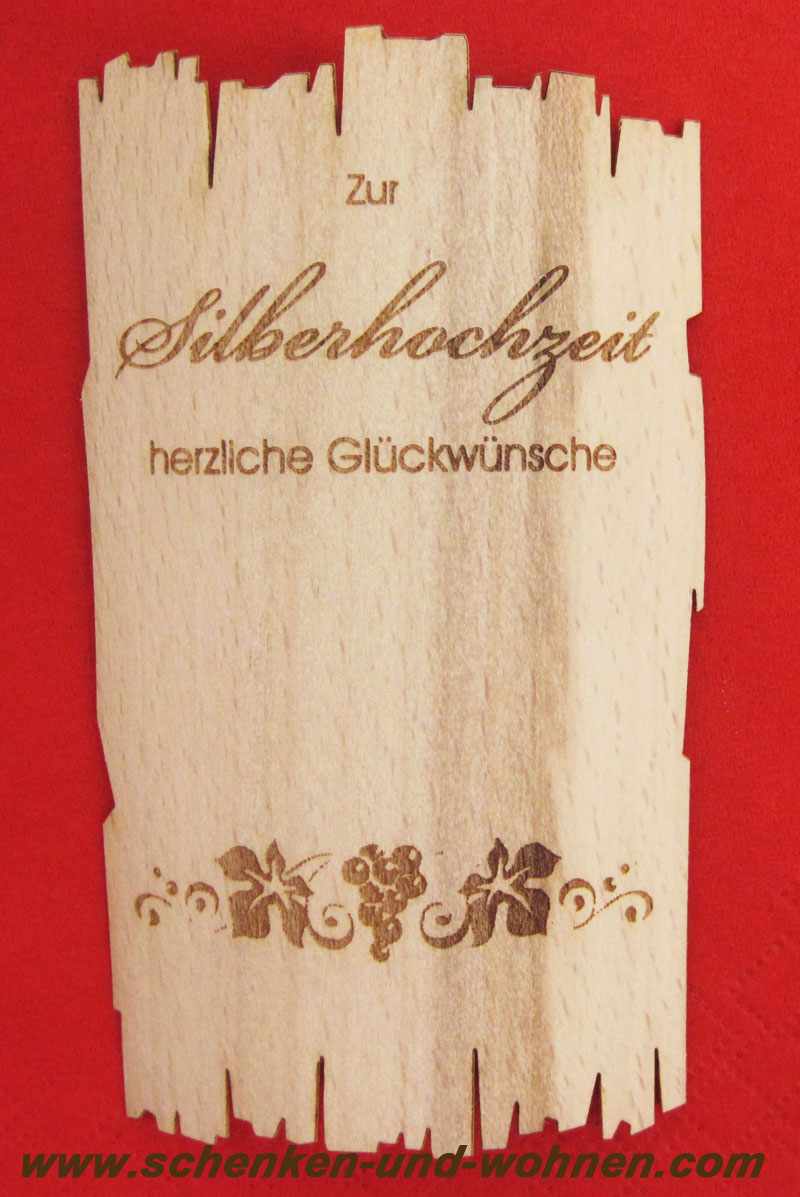 Zur
Silberhochzeit
herzliche Glückwünsche
www.schenken-und-wohnen.com